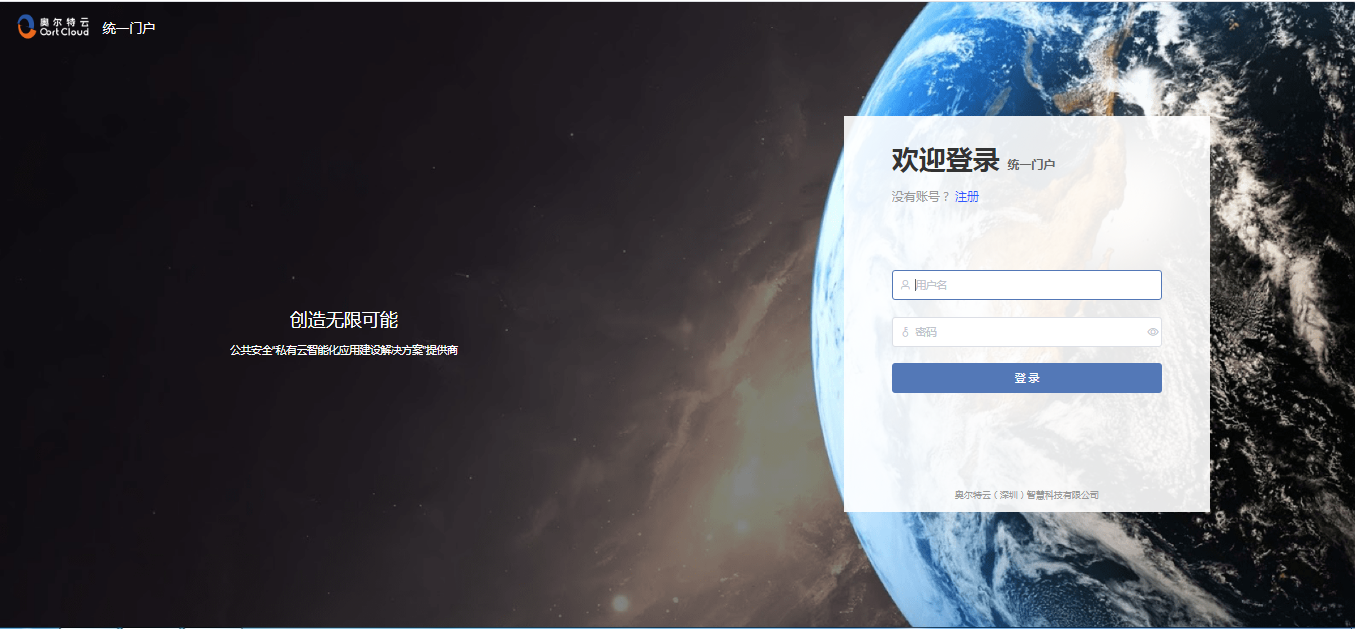 奥尔特云
Oort Cloud
统一门户
欢迎登录 统一门户
没有账号？ 注册
用户名
密码
登录
创造无限可能
公共安全“私有云智能化应用建设解决方案”提供商
奥尔特云（深圳）智慧科技有限公司